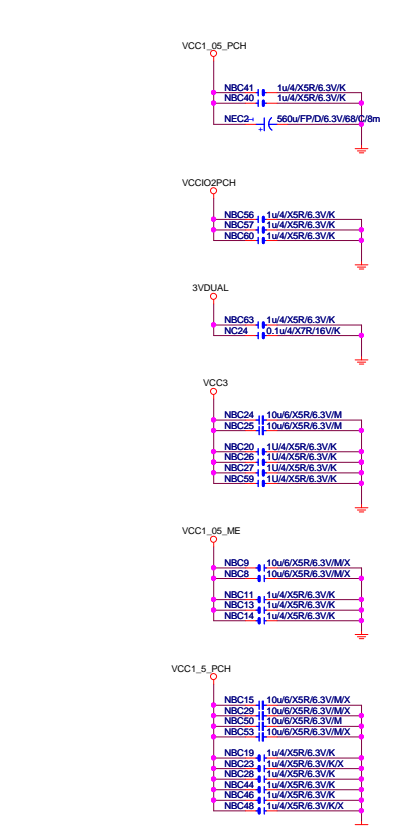 VCC1_05_PCH
NBC41 1u/4/X5R/6.3V/K
NBC40 1u/4/X5R/6.3V/K
NEC2 560u/FP/D/6.3V/68/C/8m
+
VCCIO2PCH
NBC56 1u/4/X5R/6.3V/K
NBC57 1u/4/X5R/6.3V/K
NBC60 1u/4/X5R/6.3V/K
3VDUAL
NBC63 1u/4/X5R/6.3V/K
NC24 0.1u/4/X7R/16V/K
VCC3
NBC24 10u/6/X5R/6.3V/M
NBC25 10u/6/X5R/6.3V/M
NBC20 1U/4/X5R/6.3V/K
NBC26 1U/4/X5R/6.3V/K
NBC27 1U/4/X5R/6.3V/K
NBC59 1U/4/X5R/6.3V/K
VCC1_05_ME
NBC9 10u/6/X5R/6.3V/M/X
NBC8 10u/6/X5R/6.3V/M/X
NBC11 1u/4/X5R/6.3V/K
NBC13 1u/4/X5R/6.3V/K
NBC14 1u/4/X5R/6.3V/K
VCC1_5_PCH
NBC15 10u/6/X5R/6.3V/M/X
NBC29 10u/6/X5R/6.3V/M/X
NBC50 10u/6/X5R/6.3V/M
NBC53 10u/6/X5R/6.3V/M/X
NBC19 1u/4/X5R/6.3V/K
NBC23 1u/4/X5R/6.3V/K/X
NBC28 1u/4/X5R/6.3V/K
NBC44 1u/4/X5R/6.3V/K
NBC46 1u/4/X5R/6.3V/K
NBC48 1u/4/X5R/6.3V/K/X